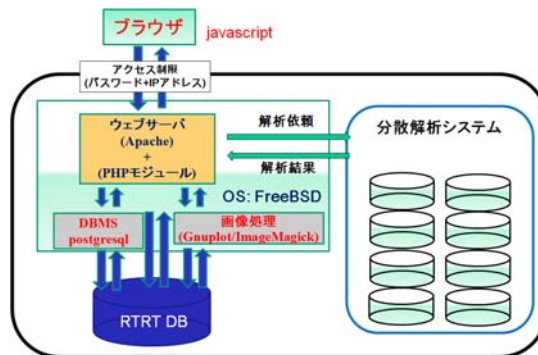 ブラウザ
javascript
アクセス制限
(パスワード+IPアドレス)
ウェブサーバ
(Apache)
+
(PHPモジュール)
解析依頼
解析結果
分散解析システム
OS: FreeBSD
DBMS
postgresql
画像処理
(Gnuplot/ImageMagick)
RTRT DB